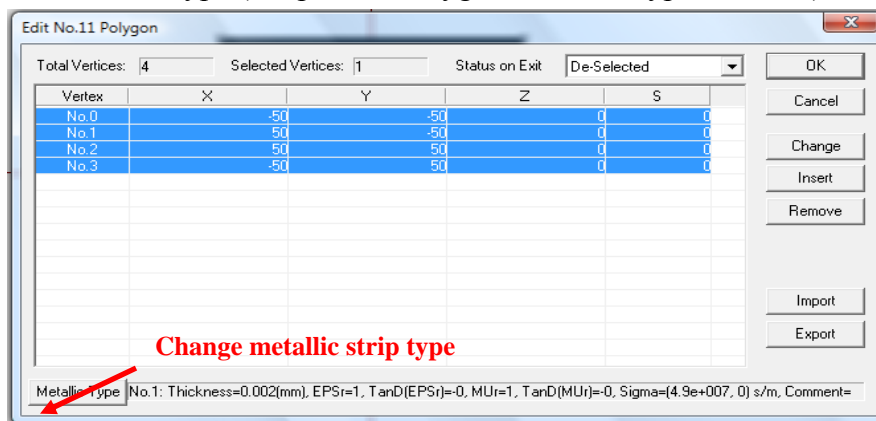 Edit No.11 Polygon
Total Vertices: 4 Selected Vertices: 1 Status on Exit De-Selected OK
Vertex X Y Z S Cancel
No.0 -50 -50 0 0
No.1 50 -50 0 0
No.2 50 50 0 0
No.3 -50 50 0 0
Change
Insert
Remove
Import
Export
Change metallic strip type
Metallic Type No.1: Thickness=0.002(mm), EPSr=1, TanD(EPSr)=-0, MUr=1, TanD(MUr)=-0, Sigma=(4.9e+007, 0) s/m, Comment=